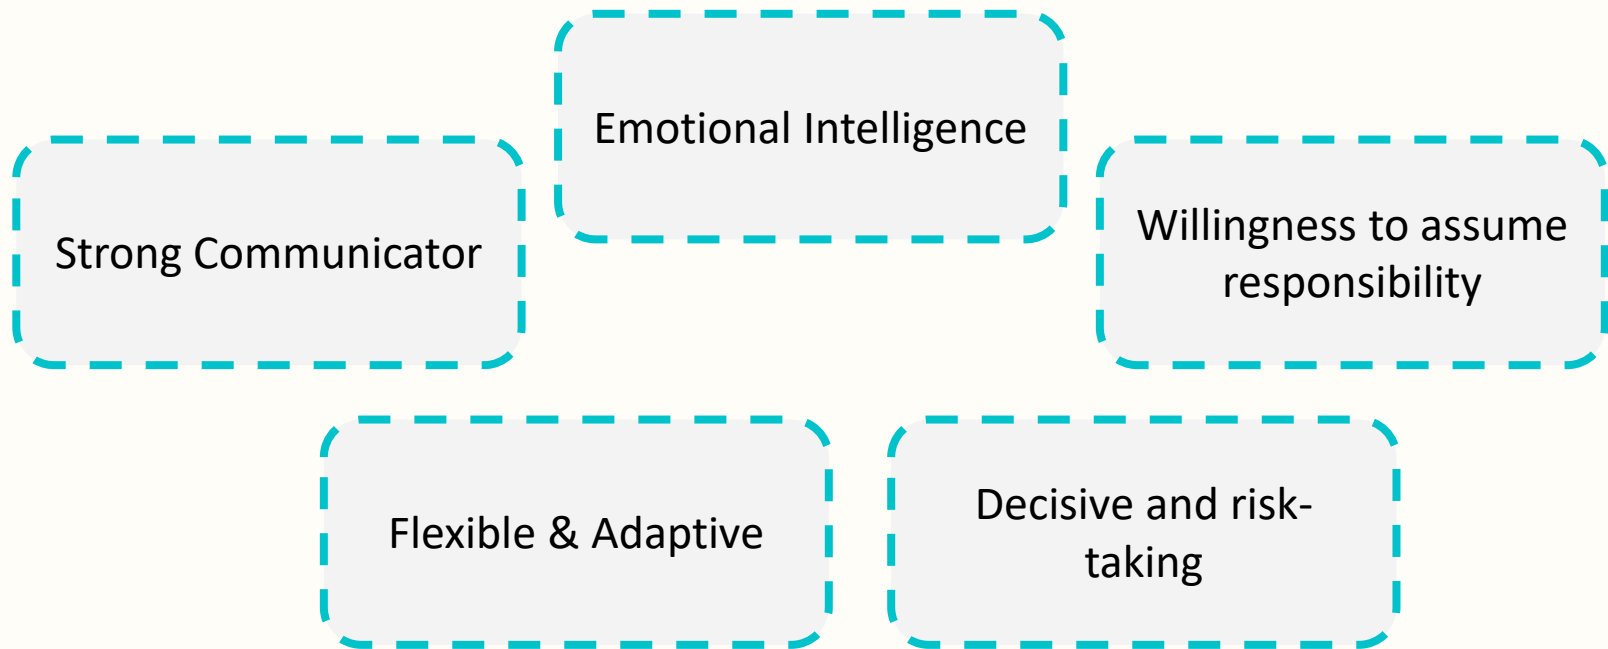 Emotional Intelligence
Strong Communicator
Willingness to assume
responsibility
Flexible & Adaptive
Decisive and risk-
taking